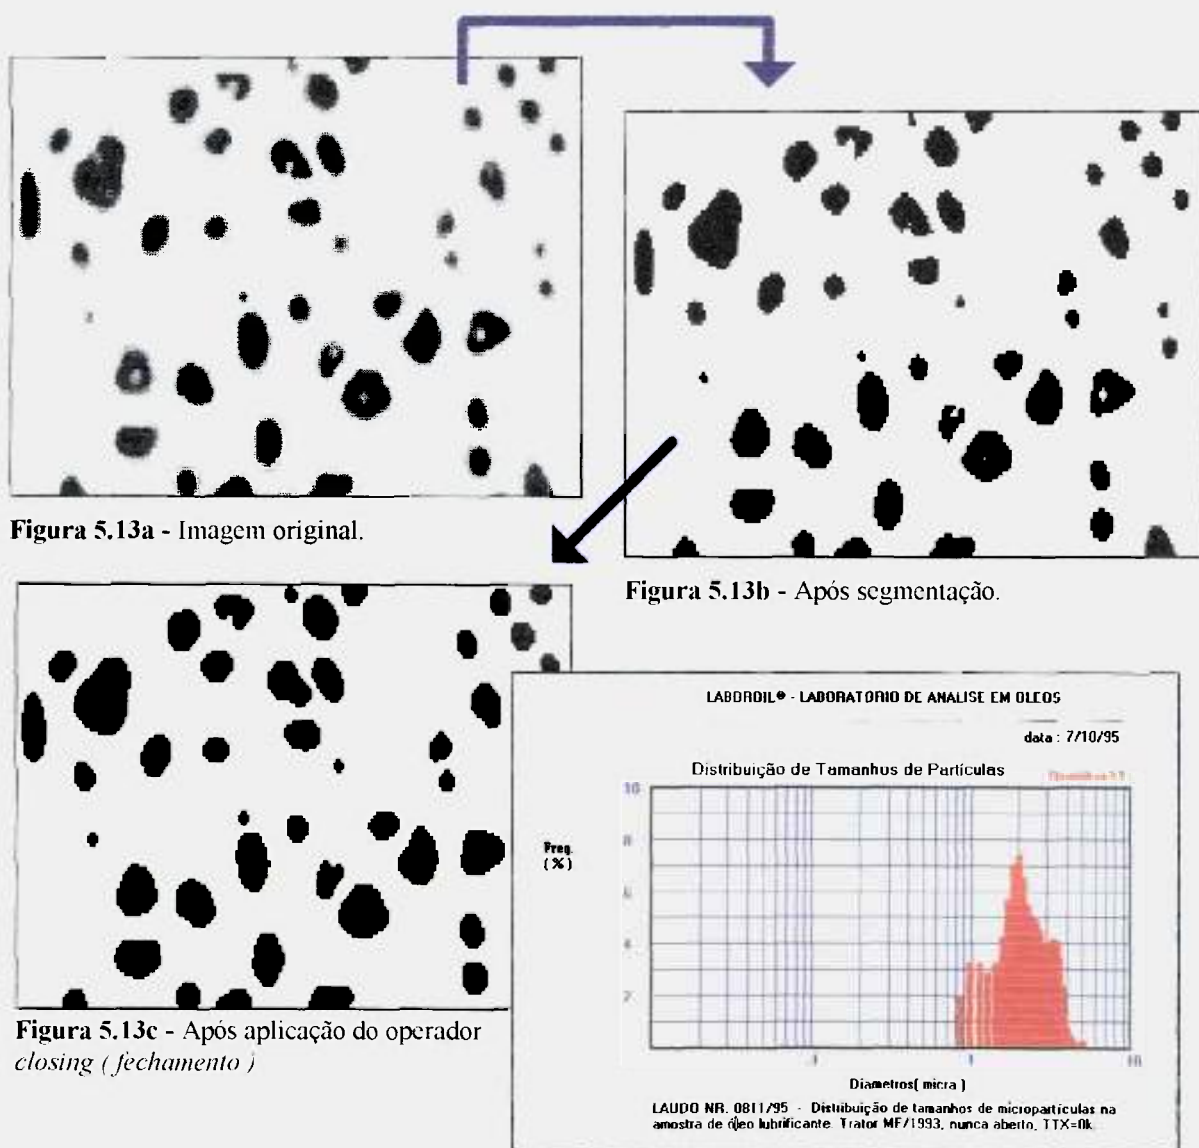 Figura 5.13a - Imagem original.
Figura 5.13b - Após segmentação.
Figura 5.13c - Após aplicação do operador
closing ( fechamento )
LABOROIL® - LABORATORIO DE ANALISE EM OLEOS
data : 7/10/95
Distribuição de Tamanhos de Partículas
10
8
6
4
2
Freq.
(%)
.1
1
10
Diametros( micra )
LAUDO NR. 0811/95 - Distribuição de tamanhos de micropartículas na
amostra de óleo lubrificante. Trator MF/1993, nunca aberto, TTX=0k.